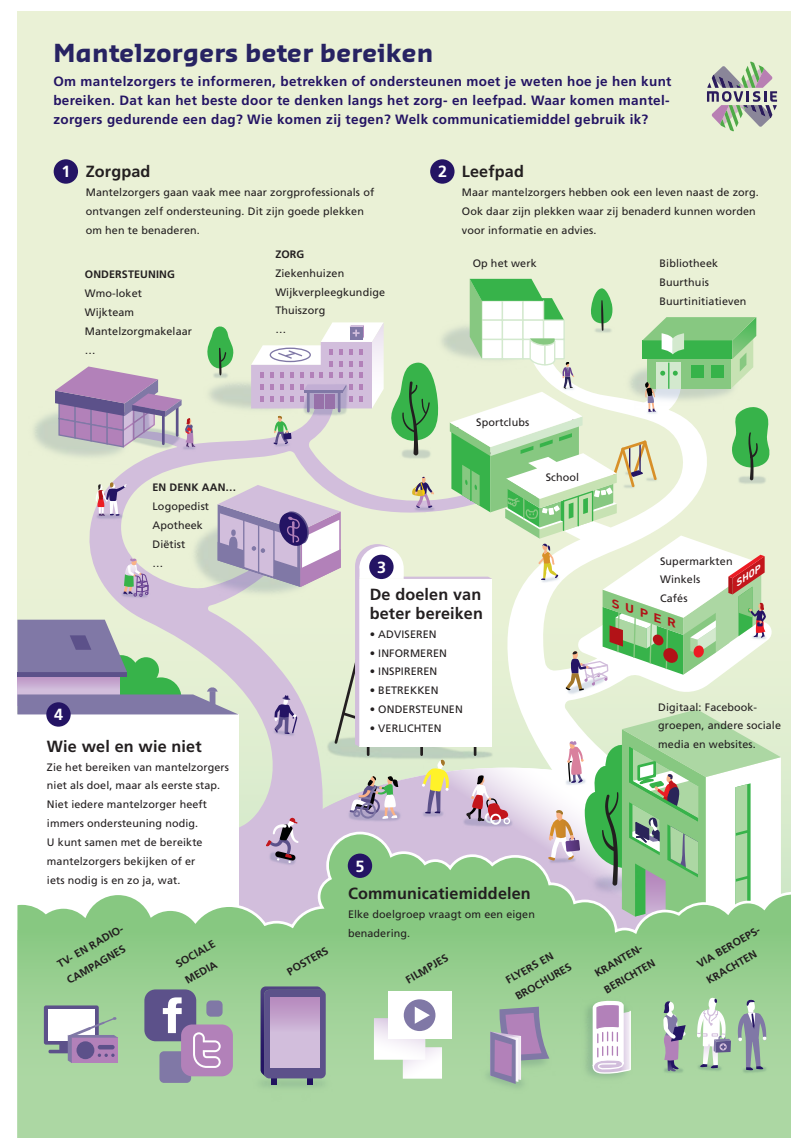 Mantelzorgers beter bereiken
Om mantelzorgers te informeren, betrekken of ondersteunen moet je weten hoe je hen kunt
bereiken. Dat kan het beste door te denken langs het zorg- en leefpad. Waar komen mantel-
zorgers gedurende een dag? Wie komen zij tegen? Welk communicatiemiddel gebruik ik?
MOVISIE
1 Zorgpad
Mantelzorgers gaan vaak mee naar zorgprofessionals of
ontvangen zelf ondersteuning. Dit zijn goede plekken
om hen te benaderen.
ONDERSTEUNING
Wmo-loket
Wijkteam
Mantelzorgmakelaar
...
ZORG
Ziekenhuizen
Wijkverpleegkundige
Thuiszorg
...
H
EN DENK AAN...
Logopedist
Apotheek
Diëtist
...
2 Leefpad
Maar mantelzorgers hebben ook een leven naast de zorg.
Ook daar zijn plekken waar zij benaderd kunnen worden
voor informatie en advies.
Op het werk
Bibliotheek
Buurthuis
Buurtinitiatieven
Sportclubs
School
Supermarkten
Winkels
Cafés
SHOP
SUPER
Digitaal: Facebook-
groepen, andere sociale
media en websites.
3
De doelen van
beter bereiken
• ADVISEREN
• INFORMEREN
• INSPIREREN
• BETREKKEN
• ONDERSTEUNEN
• VERLICHTEN
4
Wie wel en wie niet
Zie het bereiken van mantelzorgers
niet als doel, maar als eerste stap.
Niet iedere mantelzorger heeft
immers ondersteuning nodig.
U kunt samen met de bereikte
mantelzorgers bekijken of er
iets nodig is en zo ja, wat.
5
Communicatiemiddelen
Elke doelgroep vraagt om een eigen
benadering.
TV- EN RADIO-
CAMPAGNES
SOCIALE
MEDIA
POSTERS
FILMPJES
FLYERS EN
BROCHURES
KRANTEN-
BERICHTEN
VIA BEROEPS-
KRACHTEN
f
t